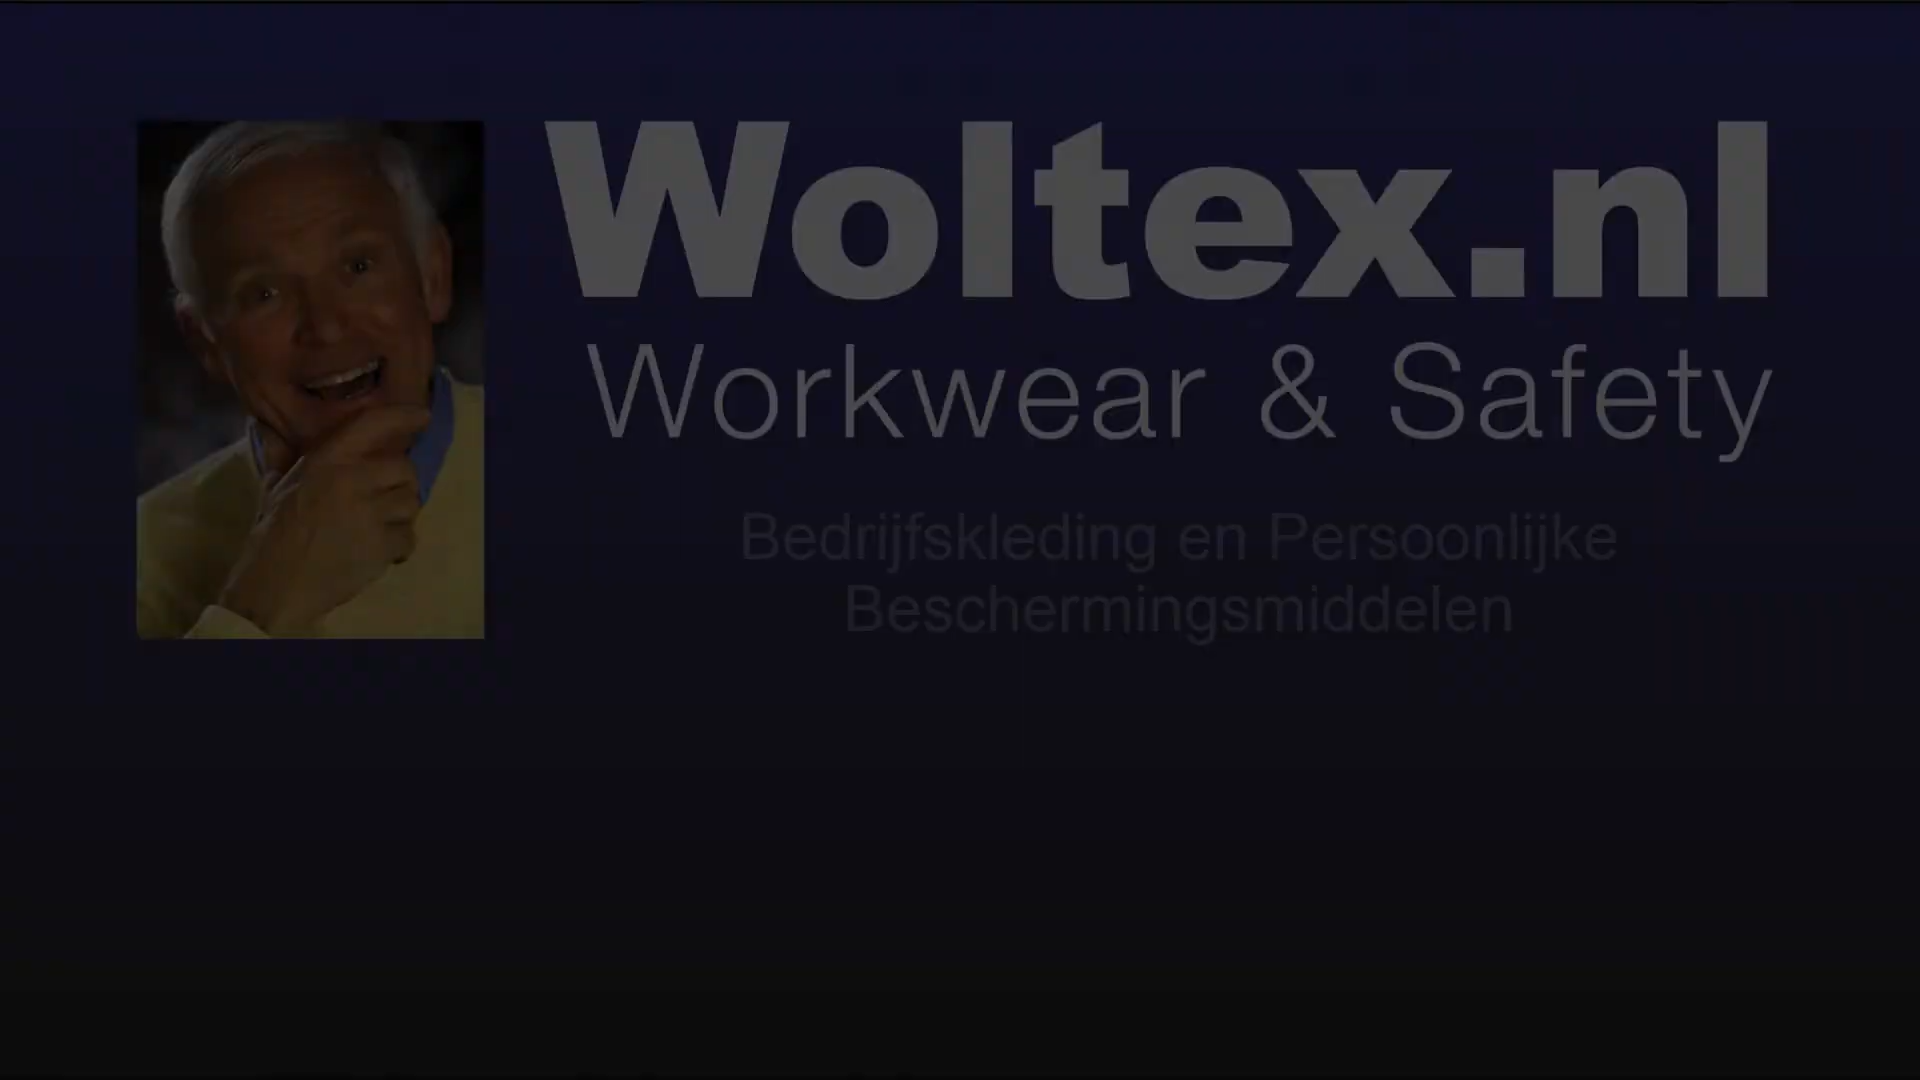 Woltex.nl
Workwear & Safety
Bedrijfskleding en Persoonlijke
Beschermingsmiddelen